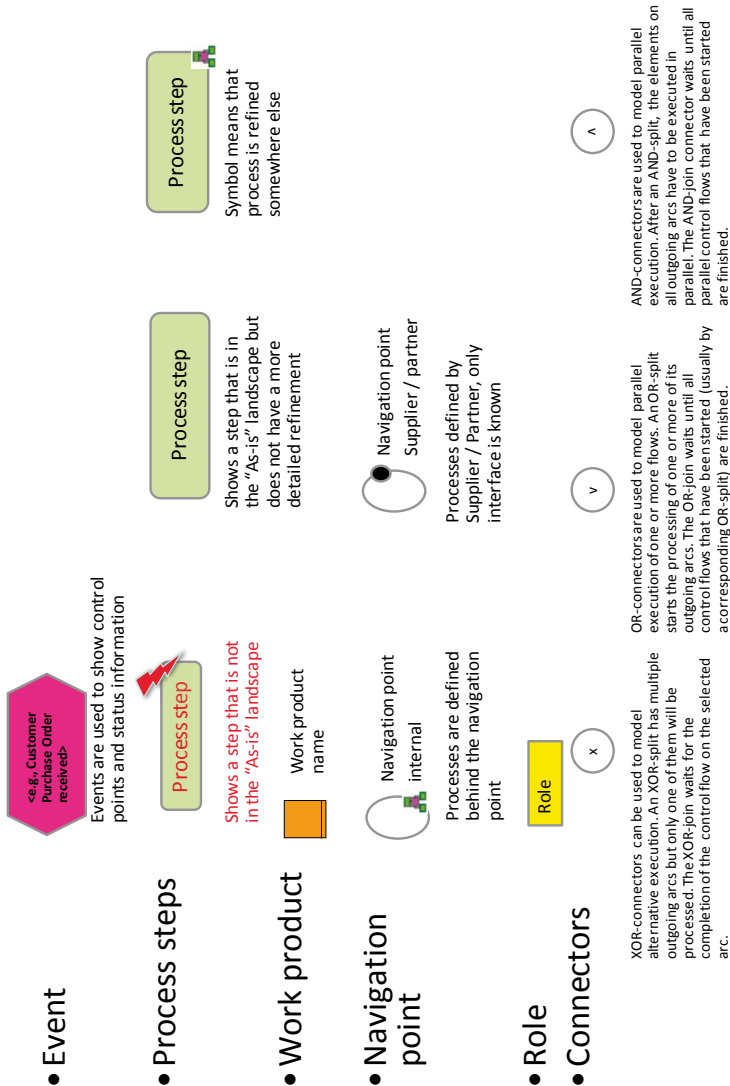 • Event
<e.g., Customer
Purchase Order
received>
Events are used to show control
points and status information
• Process steps
Process step
Shows a step that is not
in the “As-is” landscape
Process step
Shows a step that is in
the “As-is” landscape but
does not have a more
detailed refinement
Process step
Symbol means that
process is refined
somewhere else
• Work product
Work product
name
• Navigation
point
Navigation point
internal
Processes are defined
behind the navigation
point
Navigation point
Supplier / partner
Processes defined by
Supplier / Partner, only
interface is known
• Role
Role
• Connectors
x
XOR-connectors can be used to model
alternative execution. An XOR-split has multiple
outgoing arcs but only one of them will be
processed. The XOR-join waits for the
completion of the control flow on the selected
arc.
v
OR-connectors are used to model parallel
execution of one or more flows. An OR-split
starts the processing of one or more of its
outgoing arcs. The OR-join waits until all
control flows that have been started (usually by
a corresponding OR-split) are finished.
^
AND-connectors are used to model parallel
execution. After an AND-split, the elements on
all outgoing arcs have to be executed in
parallel. The AND-join connector waits until all
parallel control flows that have been started
are finished.